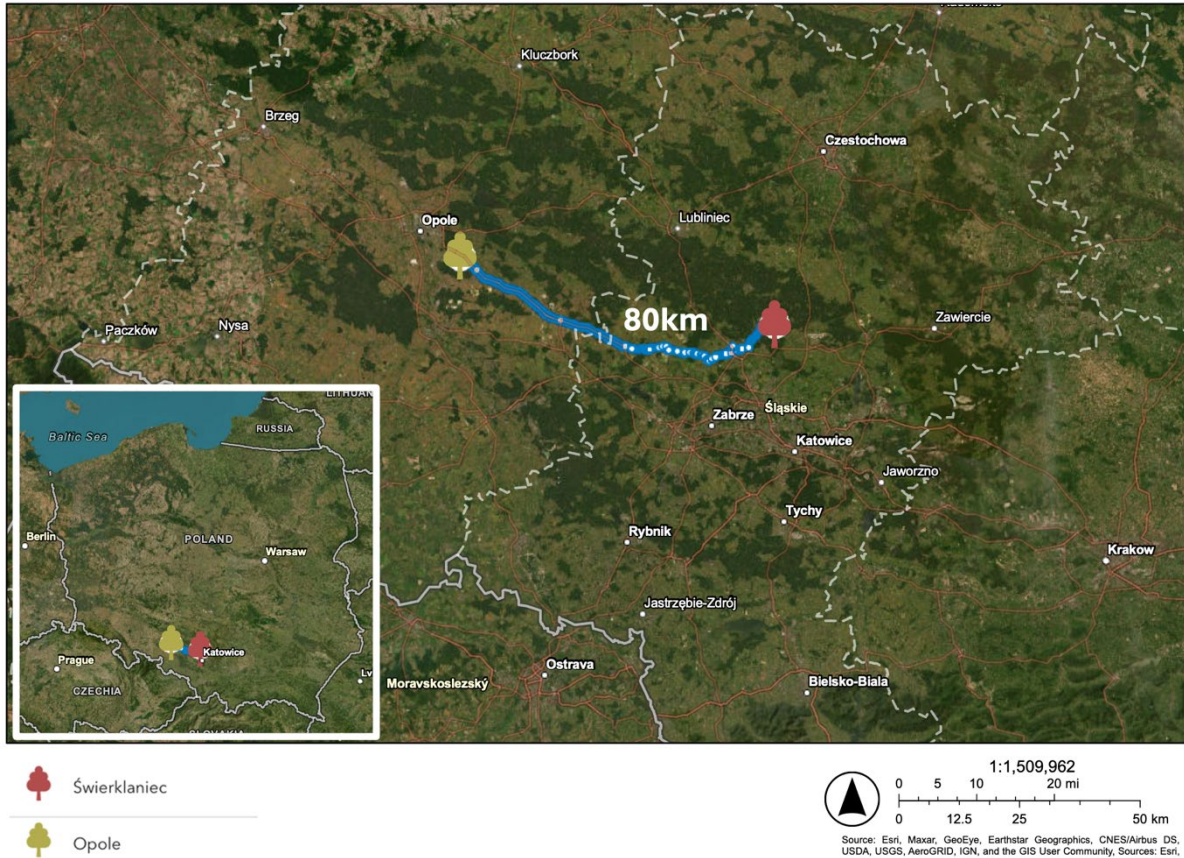 Kluczbork
Brzeg
Czestochowa
Opole
Lubliniec
80km
Zawiercie
Paczków
Nysa
Zabrze
Śląskie
Katowice
Jaworzno
Tychy
Rybnik
Krakow
Jastrzębie-Zdrój
Ostrava
Moravskoslezský
Bielsko-Biala
Baltic Sea
RUSSIA
Berlin
POLAND
Warsaw
Katowice
Prague
CZECHIA
Lv
Świerklaniec
Opole
1:1,509,962
0 5 10 20 mi
0 12.5 25 50 km
Source: Esri, Maxar, GeoEye, Earthstar Geographics, CNES/Airbus DS,
USDA, USGS, AeroGRID, IGN, and the GIS User Community, Sources: Esri,